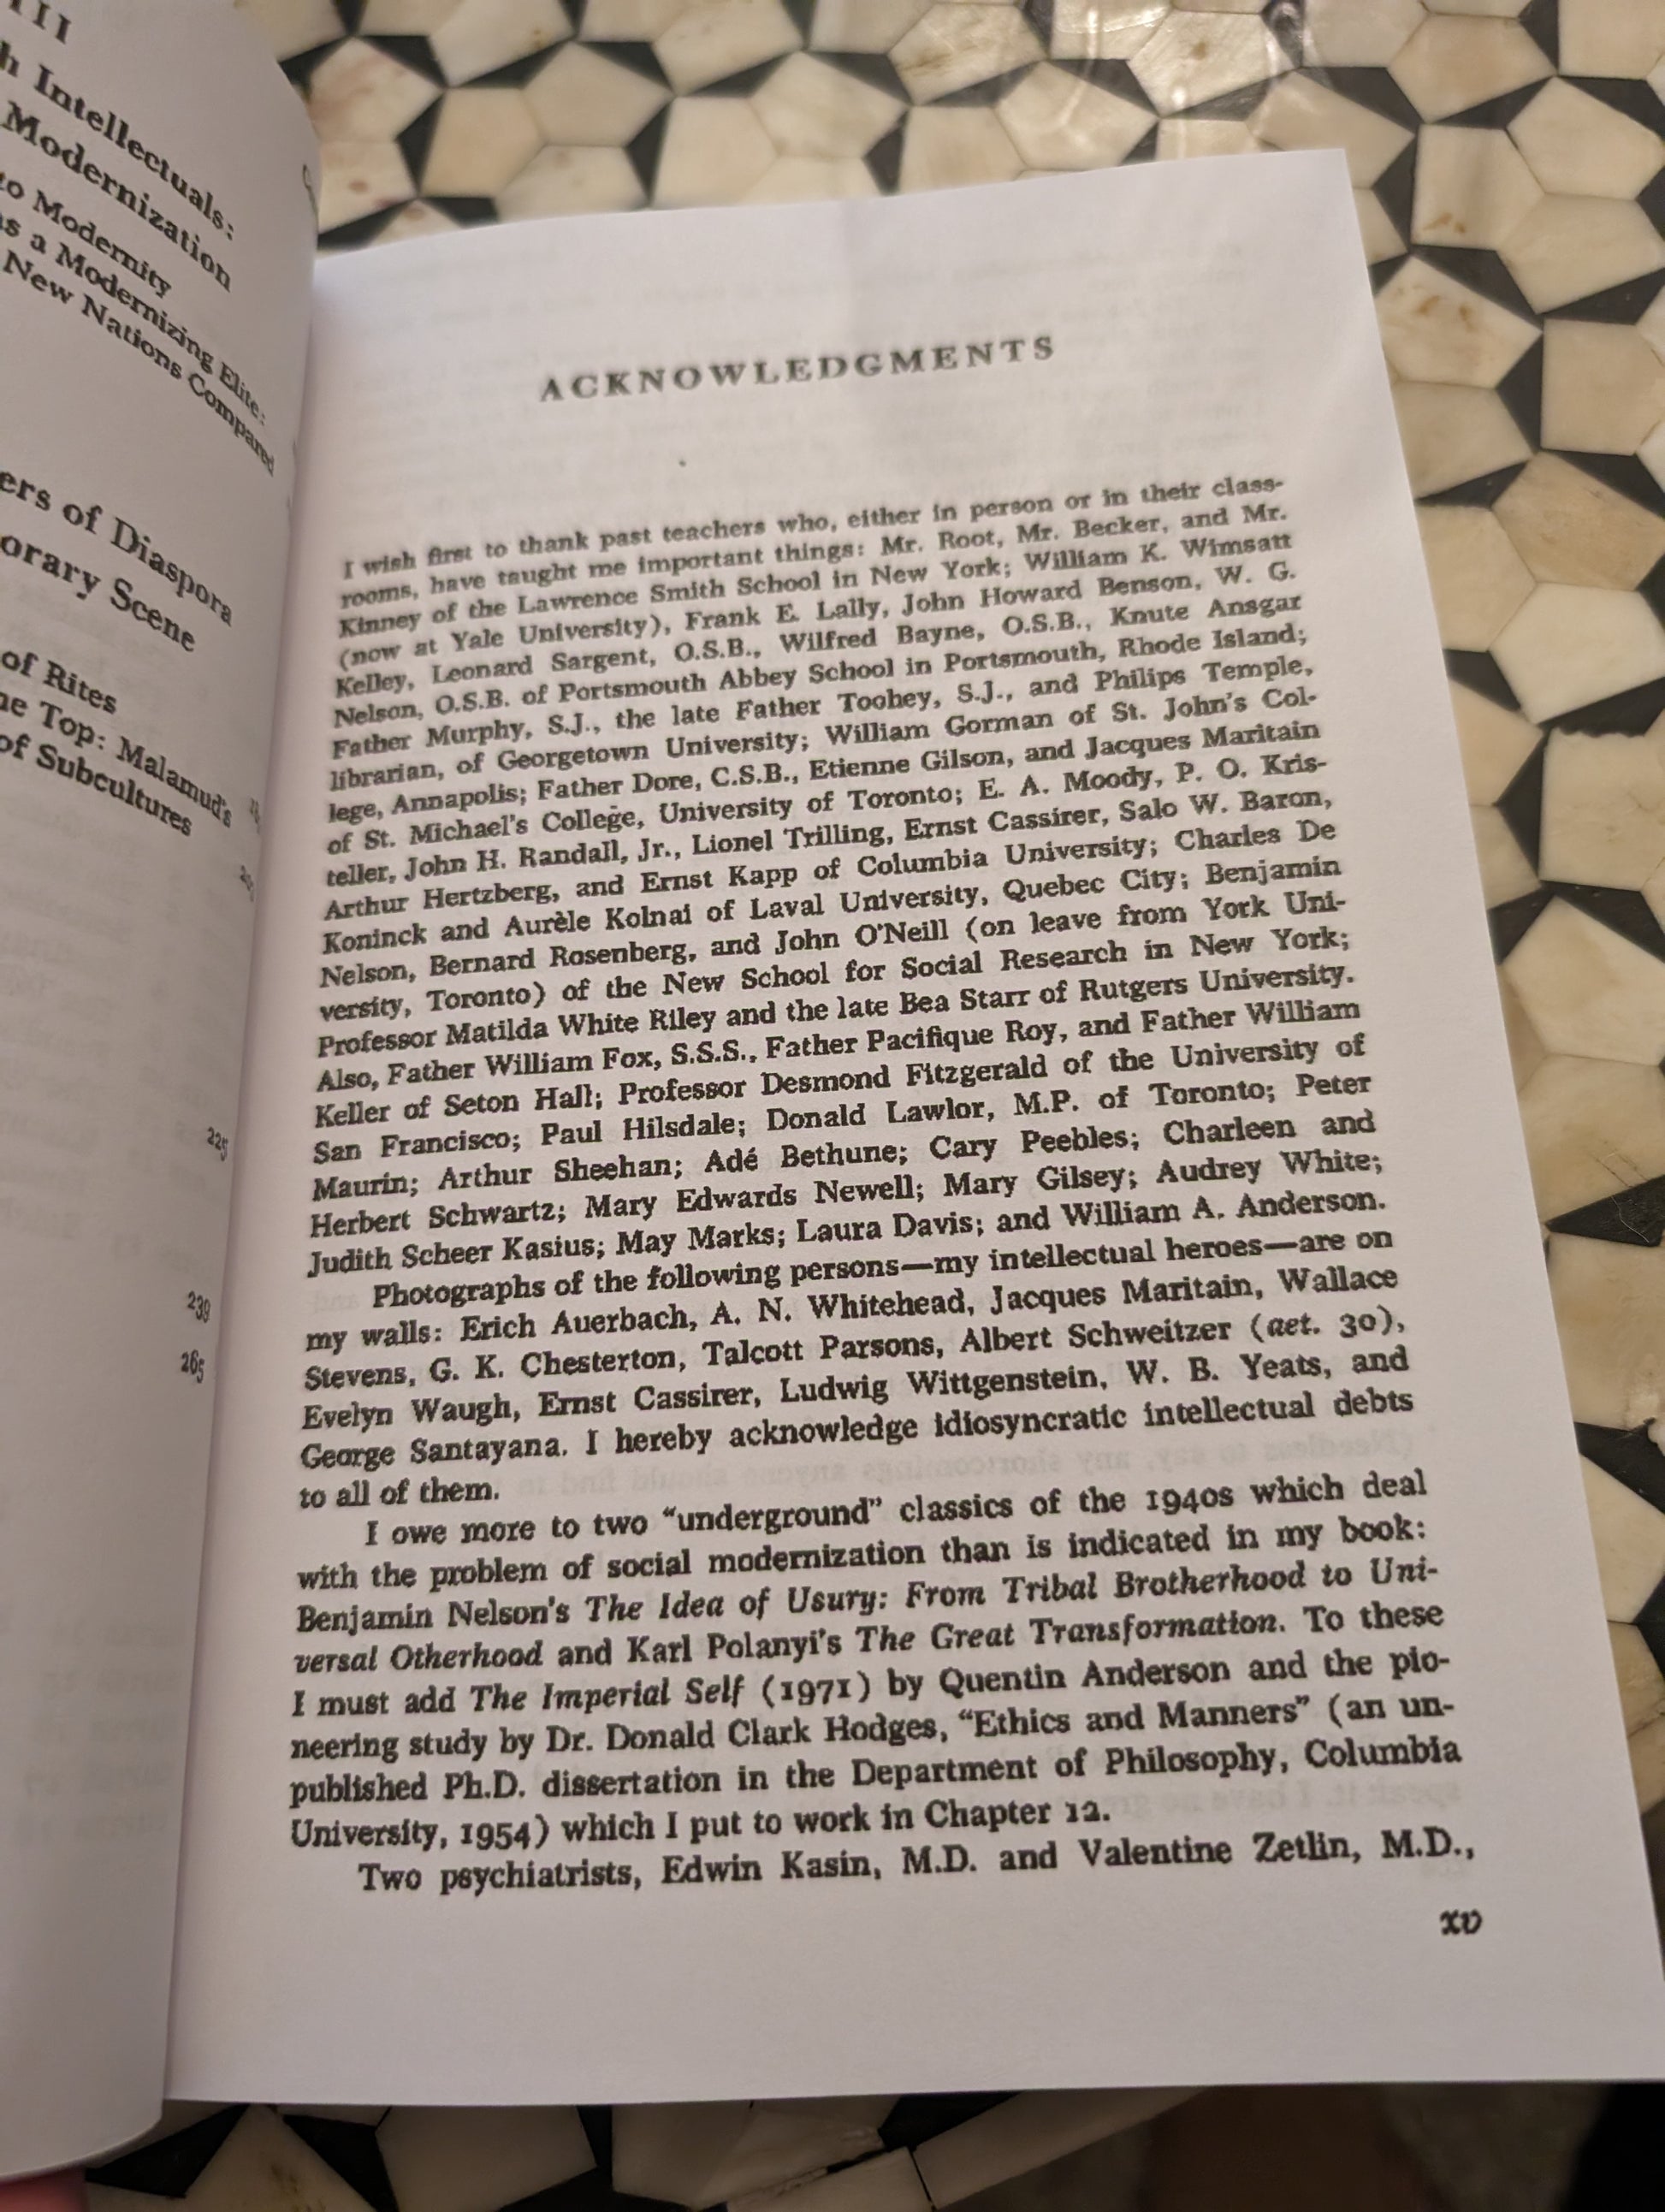 III
h Intellectuals:
Modernization
to Modernity
as a Modernizing Elite:
New Nations Compared
ers of Diaspora
orary Scene
of Rites
he Top: Malamud's
of Subcultures
225
239
265
ACKNOWLEDGMENTS
I wish first to thank past teachers who, either in person or in their class-
rooms, have taught me important things: Mr. Root, Mr. Becker, and Mr.
Kinney of the Lawrence Smith School in New York; William K. Wimsatt
(now at Yale University), Frank E. Lally, John Howard Benson, W. G.
Kelley, Leonard Sargent, O.S.B., Wilfred Bayne, O.S.B., Knute Ansgar
Nelson, O.S.B. of Portsmouth Abbey School in Portsmouth, Rhode Island;
Father Murphy, S.J., the late Father Toohey, S.J., and Philips Temple,
librarian, of Georgetown University; William Gorman of St. John's Col-
lege, Annapolis; Father Dore, C.S.B., Etienne Gilson, and Jacques Maritain
of St. Michael's College, University of Toronto; E. A. Moody, P. O. Kris-
teller, John H. Randall, Jr., Lionel Trilling, Ernst Cassirer, Salo W. Baron,
Arthur Hertzberg, and Ernst Kapp of Columbia University; Charles De
Koninck and Aurèle Kolnai of Laval University, Quebec City; Benjamin
Nelson, Bernard Rosenberg, and John O'Neill (on leave from York Uni-
versity, Toronto) of the New School for Social Research in New York;
Professor Matilda White Riley and the late Bea Starr of Rutgers University.
Also, Father William Fox, S.S.S., Father Pacifique Roy, and Father William
Keller of Seton Hall; Professor Desmond Fitzgerald of the University of
San Francisco; Paul Hilsdale; Donald Lawlor, M.P. of Toronto; Peter
Maurin; Arthur Sheehan; Adé Bethune; Cary Peebles; Charleen and
Herbert Schwartz; Mary Edwards Newell; Mary Gilsey; Audrey White;
Judith Scheer Kasius; May Marks; Laura Davis; and William A. Anderson.
Photographs of the following persons—my intellectual heroes—are on
my walls: Erich Auerbach, A. N. Whitehead, Jacques Maritain, Wallace
Stevens, G. K. Chesterton, Talcott Parsons, Albert Schweitzer (aet. 30),
Evelyn Waugh, Ernst Cassirer, Ludwig Wittgenstein, W. B. Yeats, and
George Santayana. I hereby acknowledge idiosyncratic intellectual debts
to all of them.
I owe more to two “underground” classics of the 1940s which deal
with the problem of social modernization than is indicated in my book:
Benjamin Nelson's The Idea of Usury: From Tribal Brotherhood to Uni-
versal Otherhood and Karl Polanyi's The Great Transformation. To these
I must add The Imperial Self (1971) by Quentin Anderson and the pio-
neering study by Dr. Donald Clark Hodges, “Ethics and Manners” (an un-
published Ph.D. dissertation in the Department of Philosophy, Columbia
University, 1954) which I put to work in Chapter 12.
Two psychiatrists, Edwin Kasin, M.D. and Valentine Zetlin, M.D.,
xv